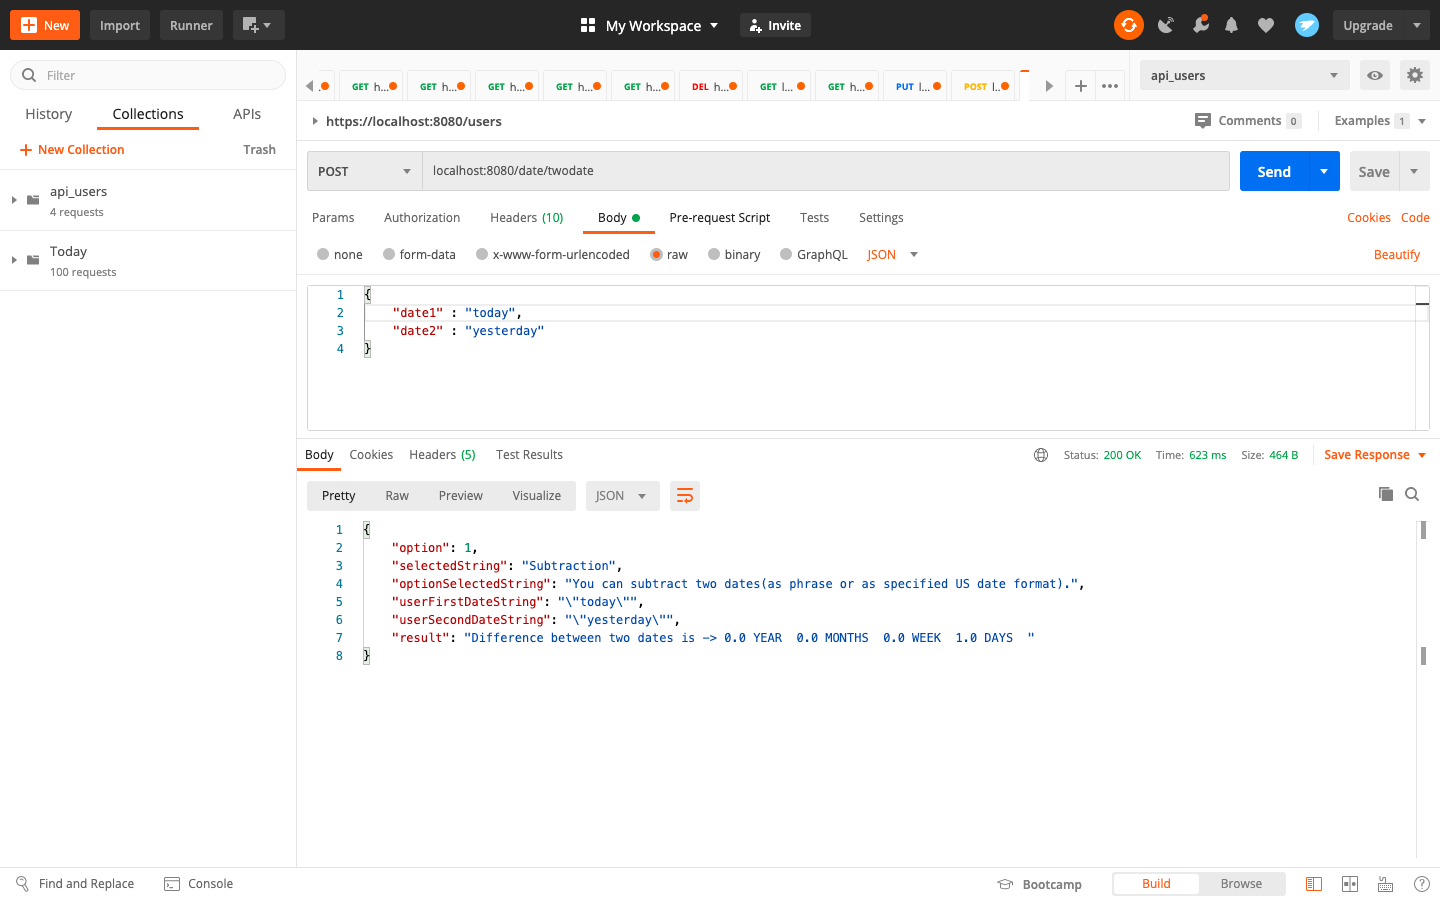 New Import Runner My Workspace Invite Upgrade
Filter
History Collections APIs
New Collection Trash
api_users
4 requests
Today
100 requests
. GET h... GET h... GET h... GET h... GET h... DEL h... GET l... GET h... PUT l... POST l... api_users
https://localhost:8080/users Comments 0 Examples 1
POST localhost:8080/date/twodate Send Save
Params Authorization Headers (10) Body Pre-request Script Tests Settings Cookies Code
none form-data x-www-form-urlencoded raw binary GraphQL JSON Beautify
1 {
2 "date1" : "today",
3 "date2" : "yesterday"
4 }
Body Cookies Headers (5) Test Results Status: 200 OK Time: 623 ms Size: 464 B Save Response
Pretty Raw Preview Visualize JSON
1 {
2 "option": 1,
3 "selectedString": "Subtraction",
4 "optionSelectedString": "You can subtract two dates(as phrase or as specified US date format).",
5 "userFirstDateString": "\"today\"",
6 "userSecondDateString": "\"yesterday\"",
7 "result": "Difference between two dates is -> 0.0 YEAR  0.0 MONTHS  0.0 WEEK  1.0 DAYS  "
8 }
Find and Replace Console Bootcamp Build Browse